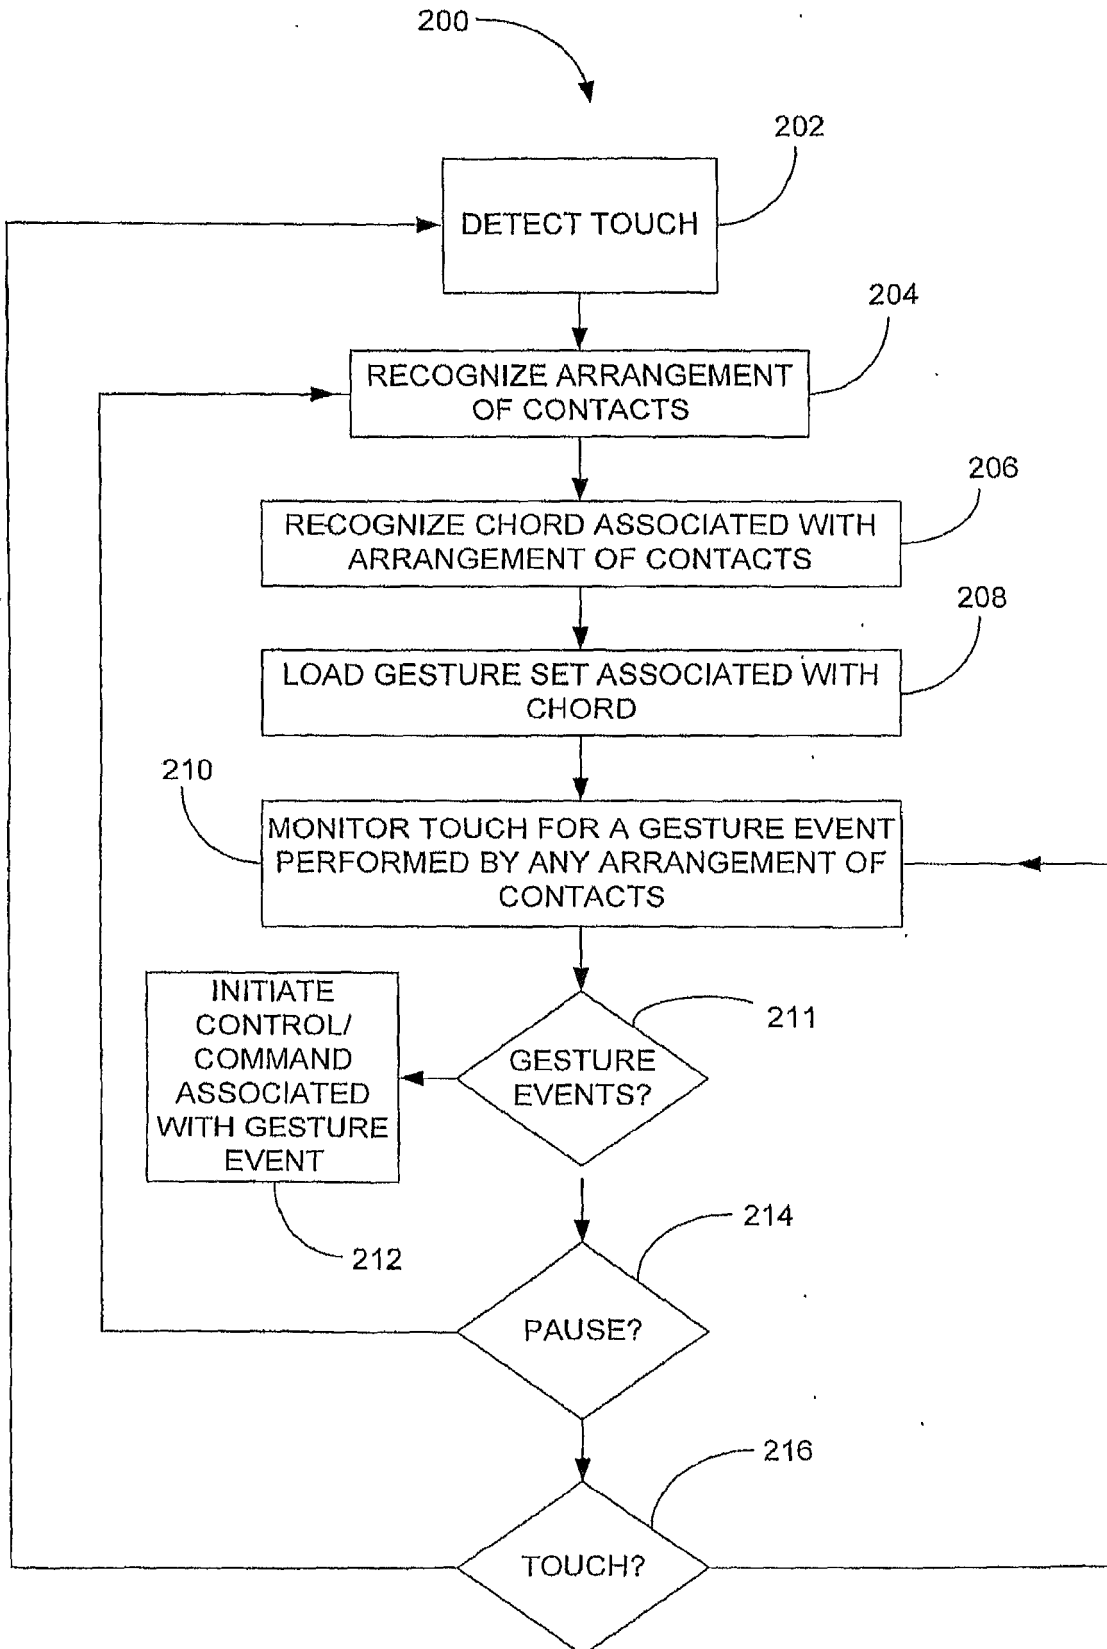 200
202
DETECT TOUCH
204
RECOGNIZE ARRANGEMENT
OF CONTACTS
206
RECOGNIZE CHORD ASSOCIATED WITH
ARRANGEMENT OF CONTACTS
208
LOAD GESTURE SET ASSOCIATED WITH
CHORD
210
MONITOR TOUCH FOR A GESTURE EVENT
PERFORMED BY ANY ARRANGEMENT OF
CONTACTS
INITIATE
CONTROL/
COMMAND
ASSOCIATED
WITH GESTURE
EVENT
211
GESTURE
EVENTS?
212
214
PAUSE?
216
TOUCH?